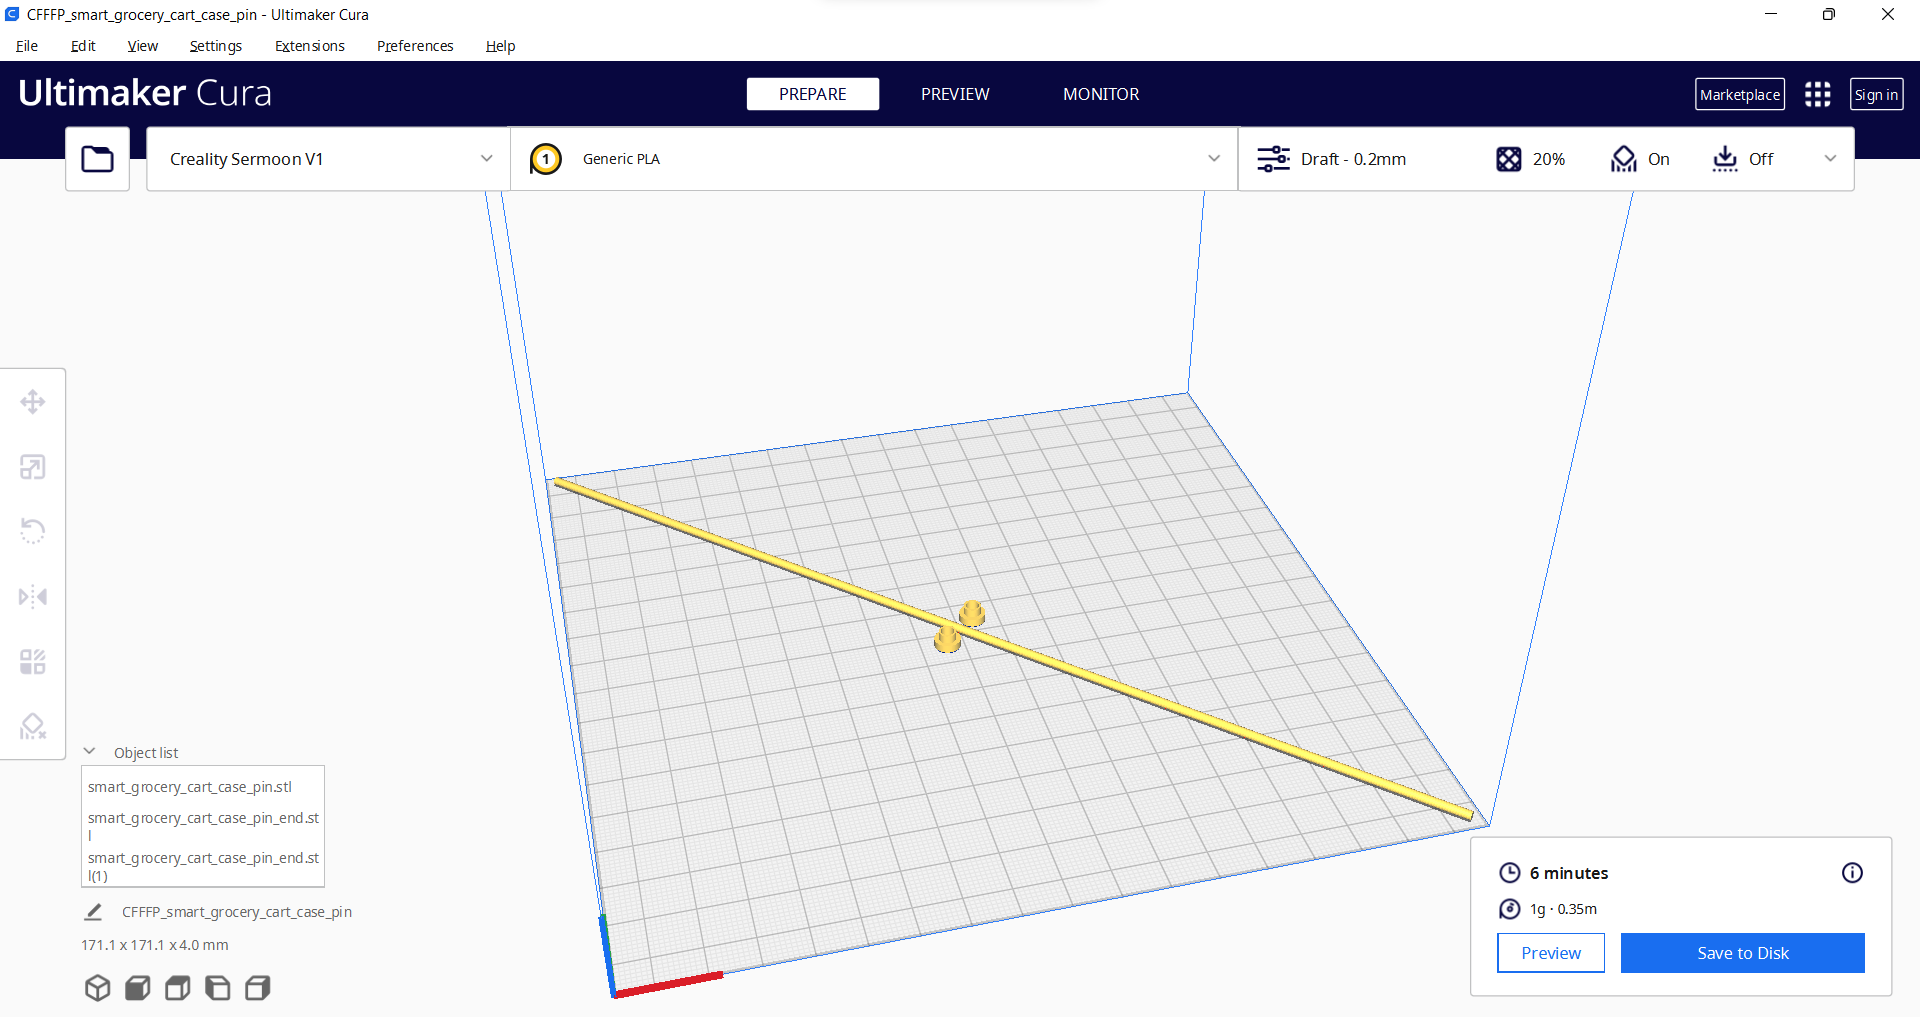 CFFFP_smart_grocery_cart_case_pin - Ultimaker Cura
File Edit View Settings Extensions Preferences Help
Ultimaker Cura
PREPARE PREVIEW MONITOR
Marketplace Sign in
Creality Sermoon V1
1 Generic PLA
Draft - 0.2mm 20% On Off
Object list
smart_grocery_cart_case_pin.stl
smart_grocery_cart_case_pin_end.st
l
smart_grocery_cart_case_pin_end.st
l(1)
CFFFP_smart_grocery_cart_case_pin
171.1 x 171.1 x 4.0 mm
6 minutes
1g · 0.35m
Preview Save to Disk